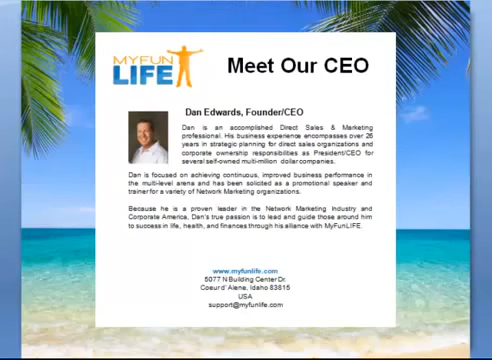 MYFUN
LIFE
Meet Our CEO
Dan Edwards, Founder/CEO
Dan is an accomplished Direct Sales & Marketing
professional. His business experience encompasses over 26
years in strategic planning for direct sales organizations and
corporate ownership responsibilities as President/CEO for
several self-owned multi-million dollar companies.
Dan is focused on achieving continuous, improved business performance in
the multi-level arena and has been solicited as a promotional speaker and
trainer for a variety of Network Marketing organizations.
Because he is a proven leader in the Network Marketing Industry and
Corporate America, Dan's true passion is to lead and guide those around him
to success in life, health, and finances through his alliance with MyFunLIFE.
www.myfunlife.com
5077 N Building Center Dr.
Coeur d' Alene, Idaho 83815
USA
support@myfunlife.com